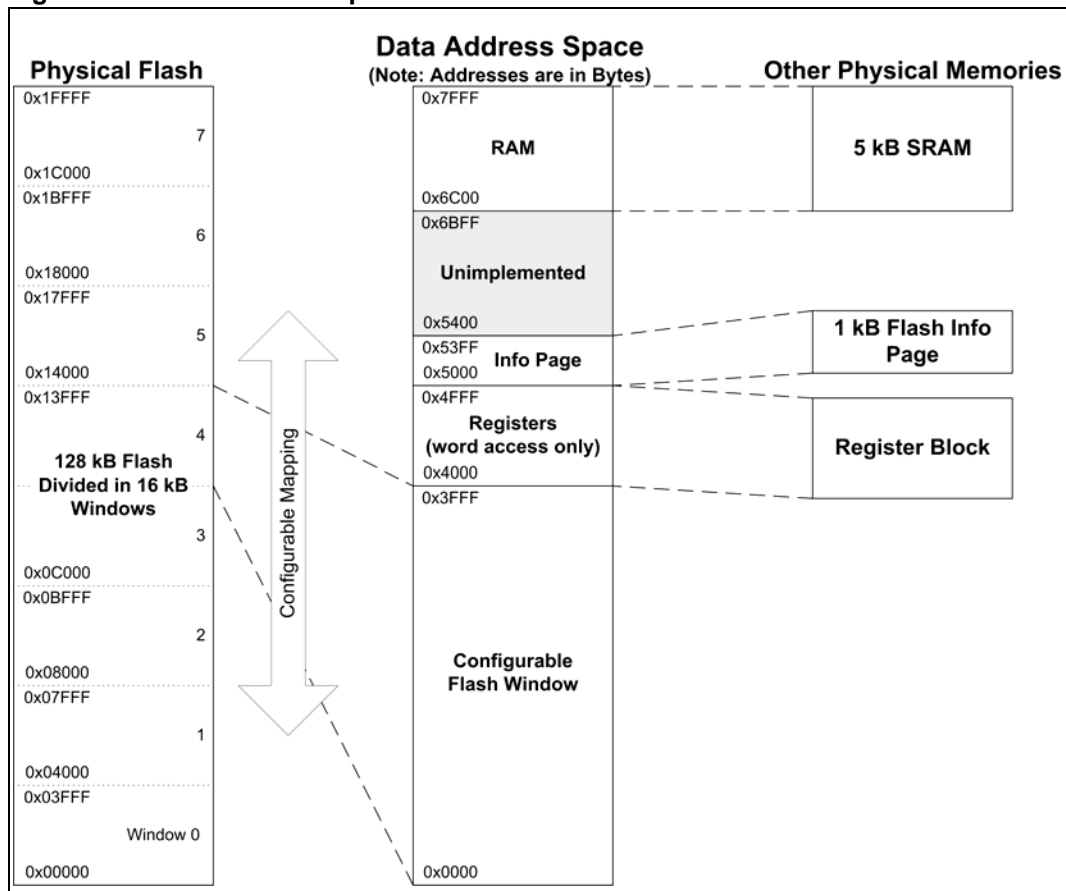 Physical Flash
0x1FFFF
7
0x1C000
0x1BFFF
6
0x18000
0x17FFF
5
0x14000
0x13FFF
4
128 kB Flash
Divided in 16 kB
Windows
3
0x0C000
0x0BFFF
2
0x08000
0x07FFF
1
0x04000
0x03FFF
Window 0
0x00000
Configurable Mapping
Data Address Space
(Note: Addresses are in Bytes)
0x7FFF
RAM
0x6C00
0x6BFF
Unimplemented
0x5400
0x53FF
Info Page
0x5000
0x4FFF
Registers
(word access only)
0x4000
0x3FFF
Configurable
Flash Window
0x0000
Other Physical Memories
5 kB SRAM
1 kB Flash Info
Page
Register Block